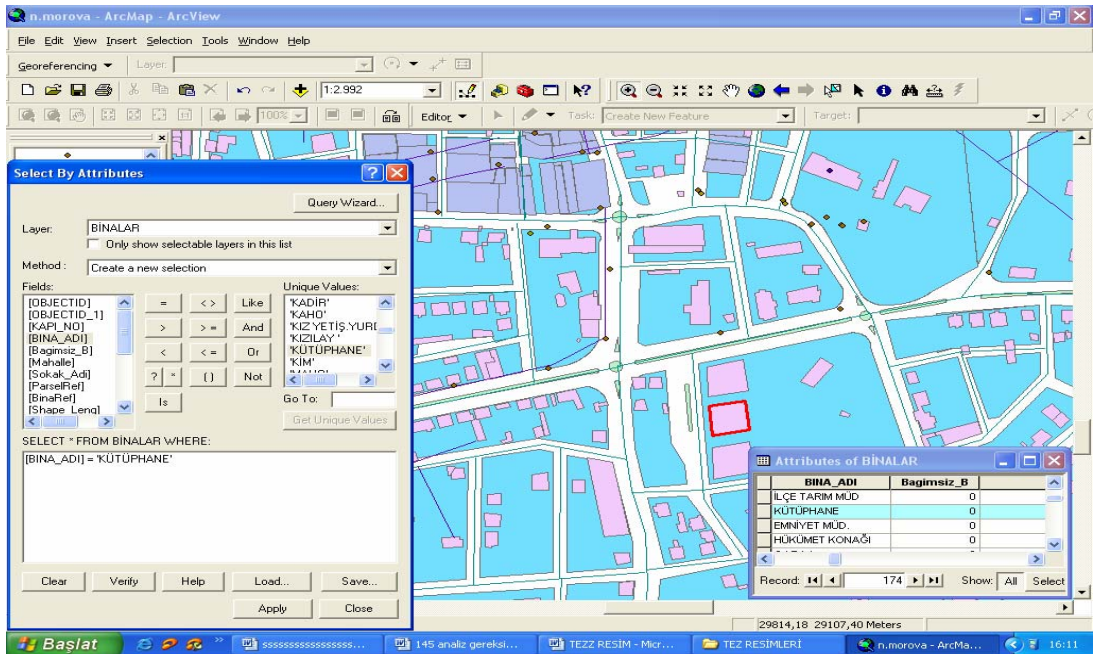 n.morova - ArcMap - ArcView
File Edit View Insert Selection Tools Window Help
Georeferencing Layer:
1:2.992
100% Editor Task: Create New Feature Target:
Select By Attributes
Query Wizard...
Layer: BİNALAR
Only show selectable layers in this list
Method : Create a new selection
Fields: Unique Values:
[OBJECTID]
[OBJECTID_1]
[KAPI_NO]
[BINA_ADI]
[Bagimsiz_B]
[Mahalle]
[Sokak_Adi]
[ParselRef]
[BinaRef]
[Shape_Leng]
= < > Like
> > = And
< < = Or
? * ( ) Not
Is
'KADİR'
'KAHO'
'KIZ YETİŞ.YURD
'KIZILAY '
'KÜTÜPHANE'
'KIM'
Go To:
Get Unique Values
SELECT * FROM BİNALAR WHERE:
[BINA_ADI] = 'KÜTÜPHANE'
Clear Verify Help Load... Save...
Apply Close
Attributes of BİNALAR
BINA_ADI Bagimsiz_B
İLÇE TARIM MÜD 0
KÜTÜPHANE 0
EMNİYET MÜD. 0
HÜKÜMET KONAĞI 0
Record: 174 Show: All Select
29814,18 29107,40 Meters
Başlat ssssssssssssssss... 145 analiz gereksi... TEZZ RESİM - Micr... TEZ RESİMLERİ n.morova - ArcMa... 16:11